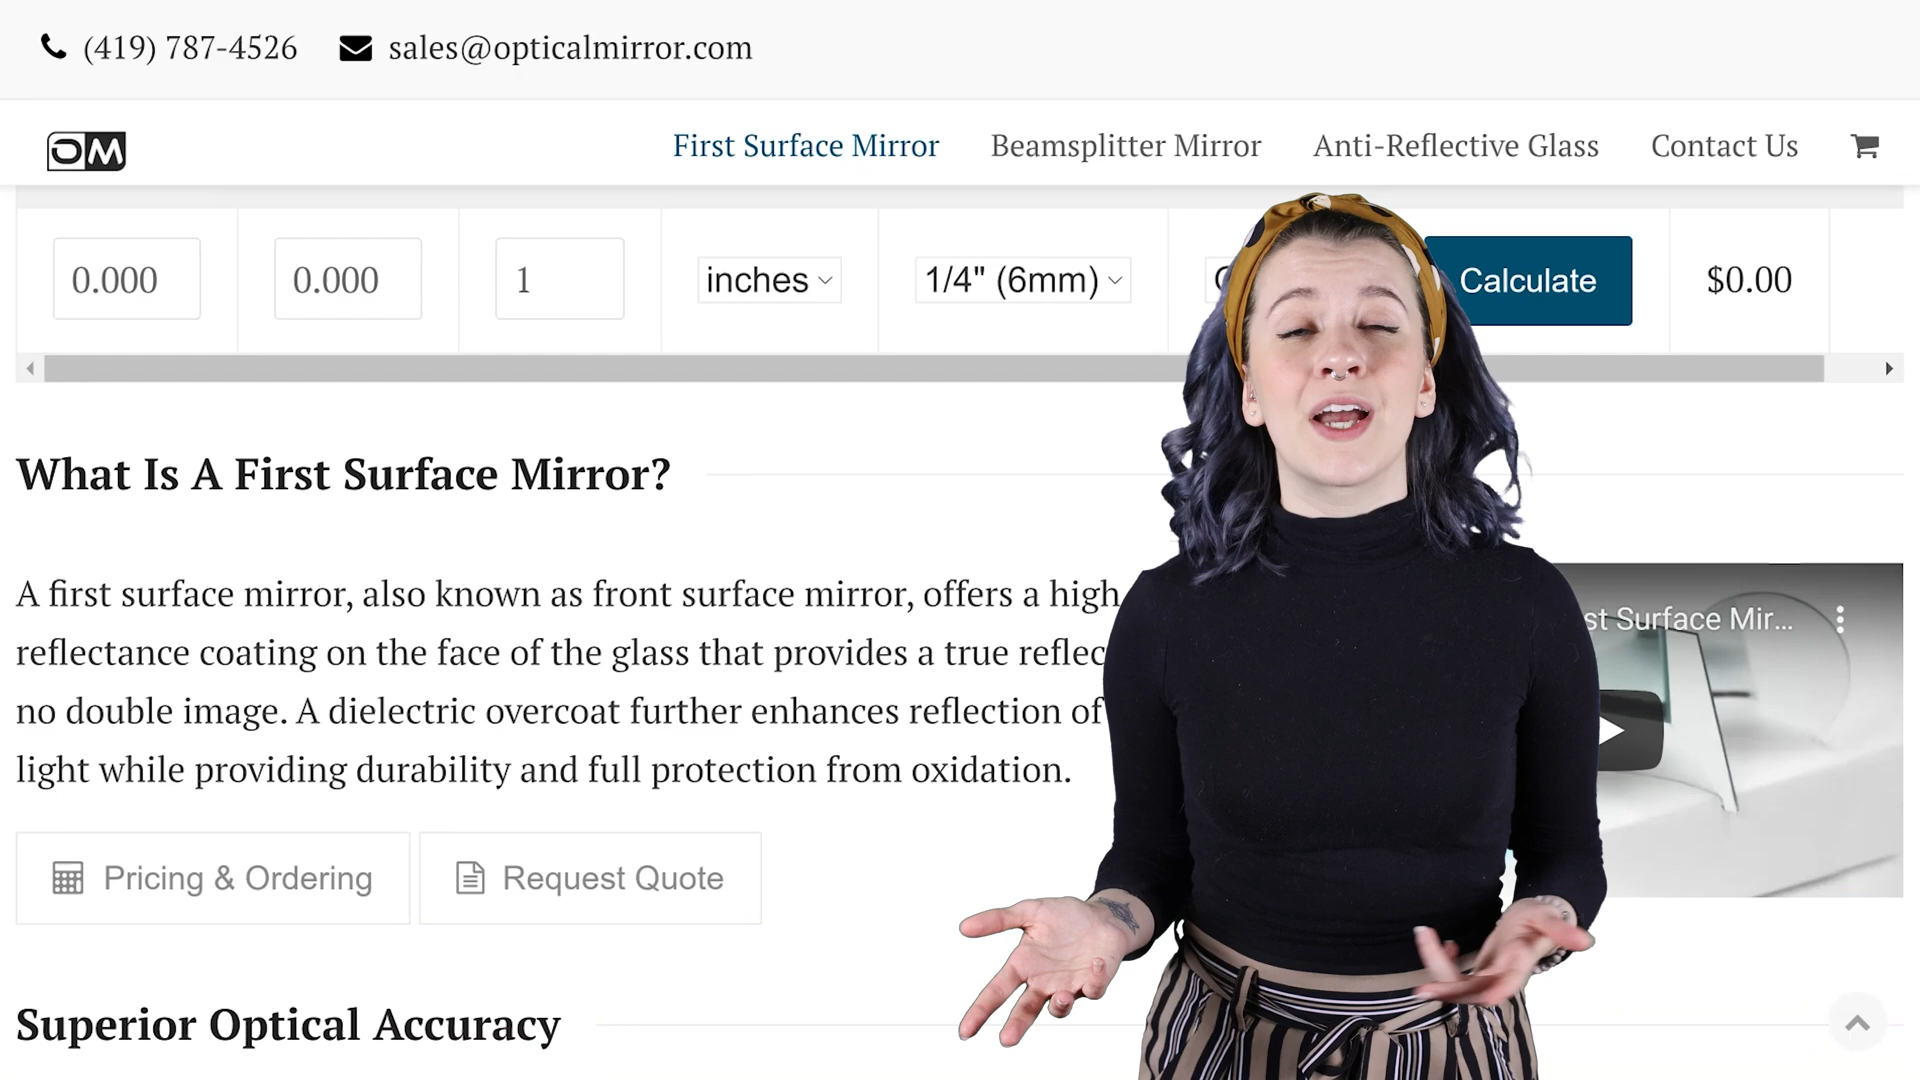 (419) 787-4526 sales@opticalmirror.com
OM First Surface Mirror Beamsplitter Mirror Anti-Reflective Glass Contact Us
0.000 0.000 1 inches 1/4" (6mm) Calculate $0.00
What Is A First Surface Mirror?
A first surface mirror, also known as front surface mirror, offers a high
reflectance coating on the face of the glass that provides a true reflec
no double image. A dielectric overcoat further enhances reflection of
light while providing durability and full protection from oxidation.
st Surface Mir...
Pricing & Ordering Request Quote
Superior Optical Accuracy